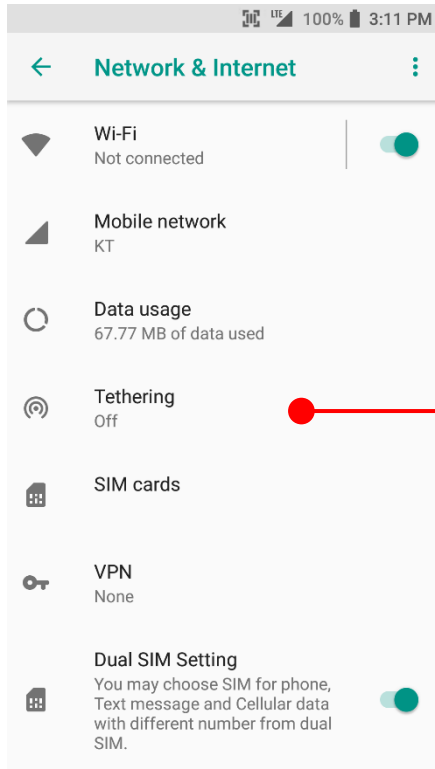 LTE 100% 3:11 PM
Network & Internet
Wi-Fi
Not connected
Mobile network
KT
Data usage
67.77 MB of data used
Tethering
Off
SIM cards
VPN
None
Dual SIM Setting
You may choose SIM for phone,
Text message and Cellular data
with different number from dual
SIM.